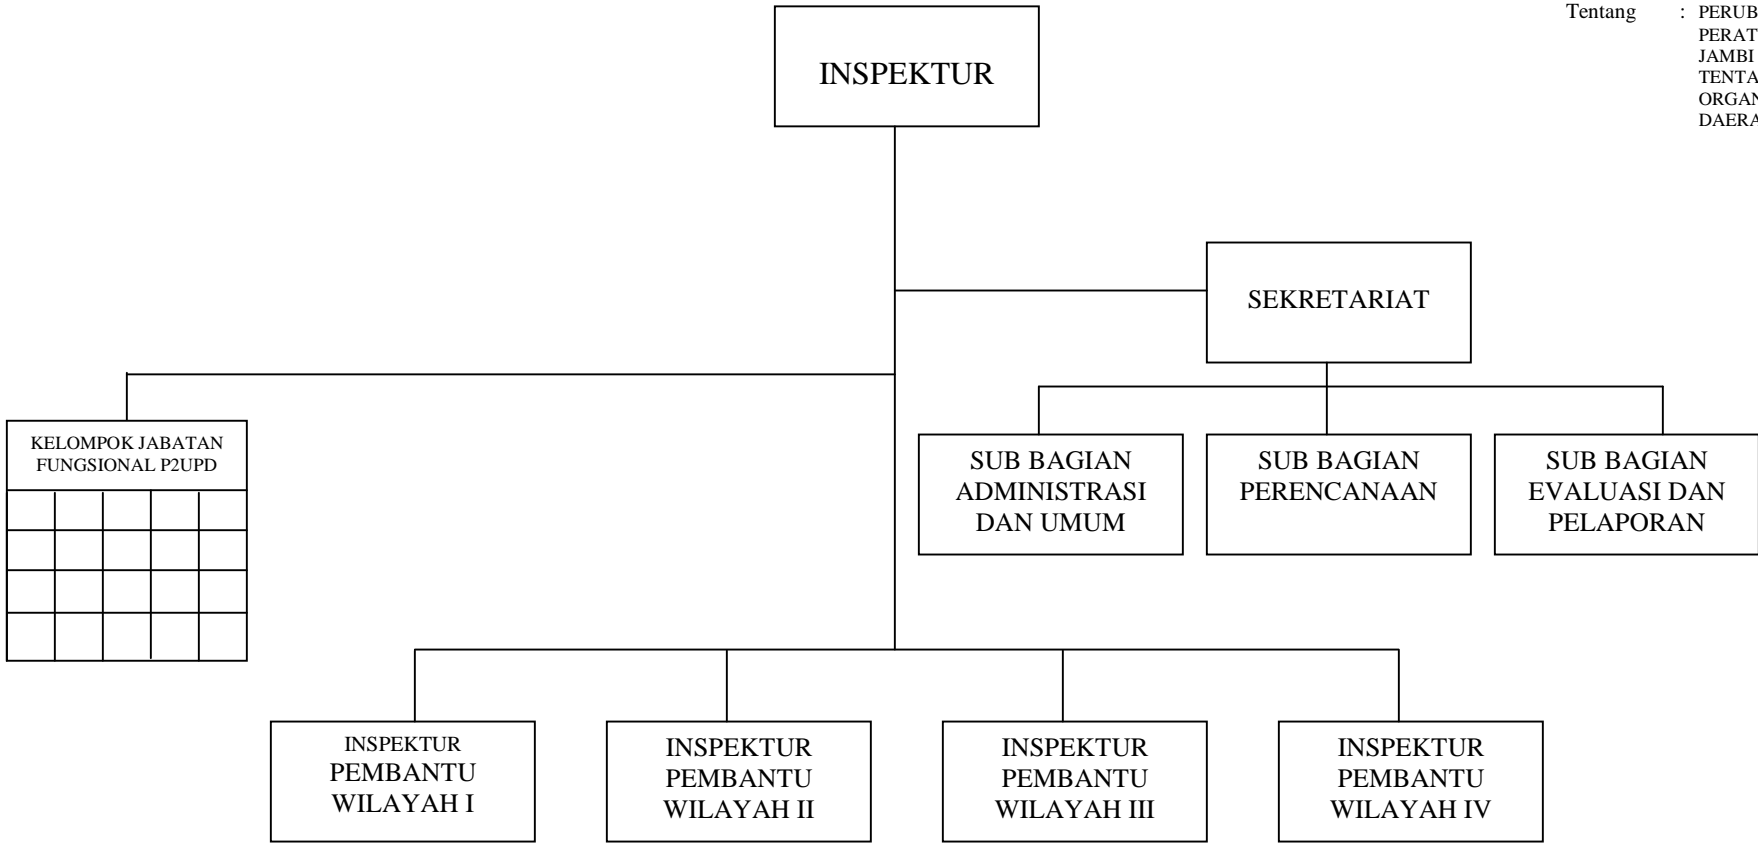 Tentang : PERUB
PERAT
JAMBI
TENTA
ORGAN
DAERA
INSPEKTUR
SEKRETARIAT
KELOMPOK JABATAN
FUNGSIONAL P2UPD
SUB BAGIAN
ADMINISTRASI
DAN UMUM
SUB BAGIAN
PERENCANAAN
SUB BAGIAN
EVALUASI DAN
PELAPORAN
INSPEKTUR
PEMBANTU
WILAYAH I
INSPEKTUR
PEMBANTU
WILAYAH II
INSPEKTUR
PEMBANTU
WILAYAH III
INSPEKTUR
PEMBANTU
WILAYAH IV